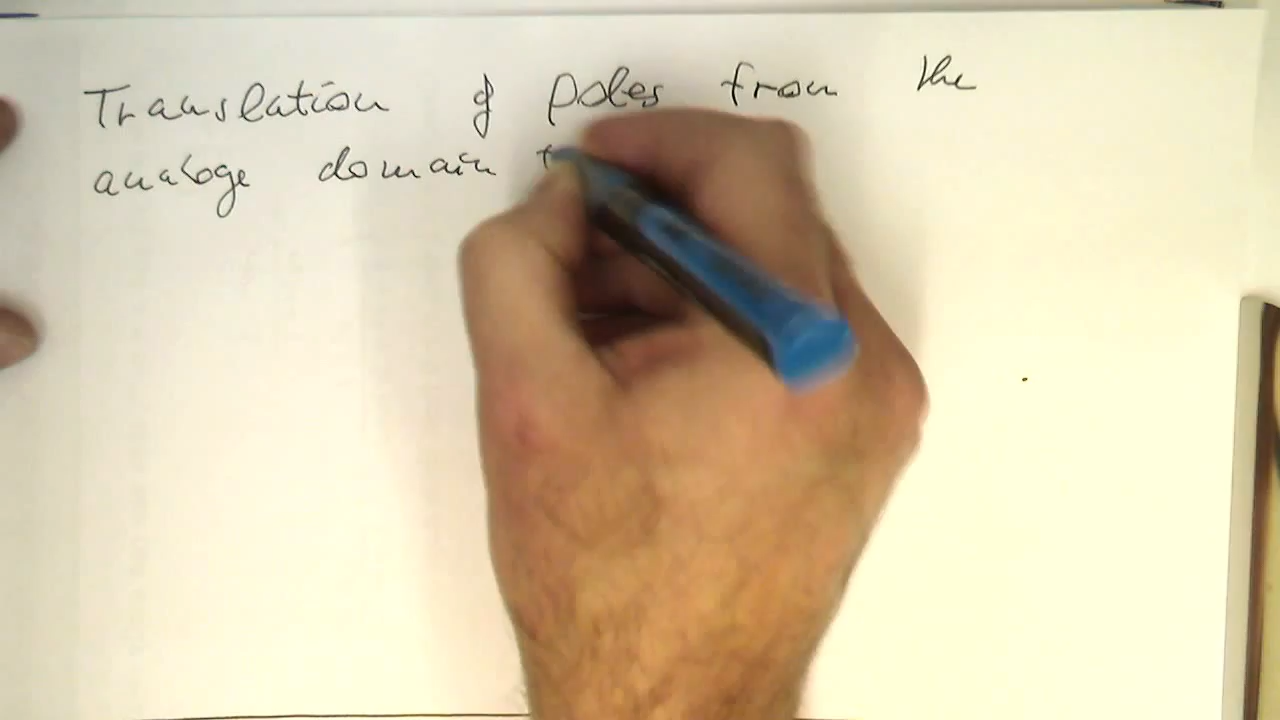 Translation of poles from the
analoge domain t